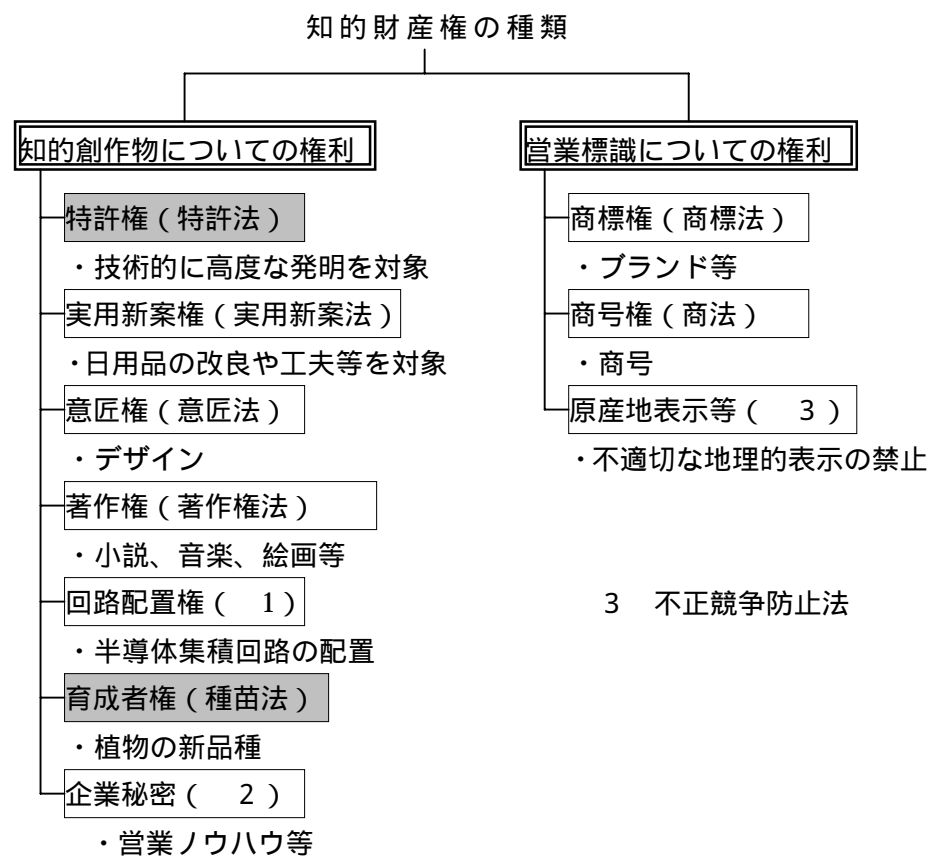 知的財産権の種類
知的創作物についての権利
特許権(特許法)
・技術的に高度な発明を対象
実用新案権(実用新案法)
・日用品の改良や工夫等を対象
意匠権(意匠法)
・デザイン
著作権(著作権法)
・小説、音楽、絵画等
回路配置権( 1)
・半導体集積回路の配置
育成者権(種苗法)
・植物の新品種
企業秘密( 2)
・営業ノウハウ等
営業標識についての権利
商標権(商標法)
・ブランド等
商号権(商法)
・商号
原産地表示等( 3)
・不適切な地理的表示の禁止
3 不正競争防止法